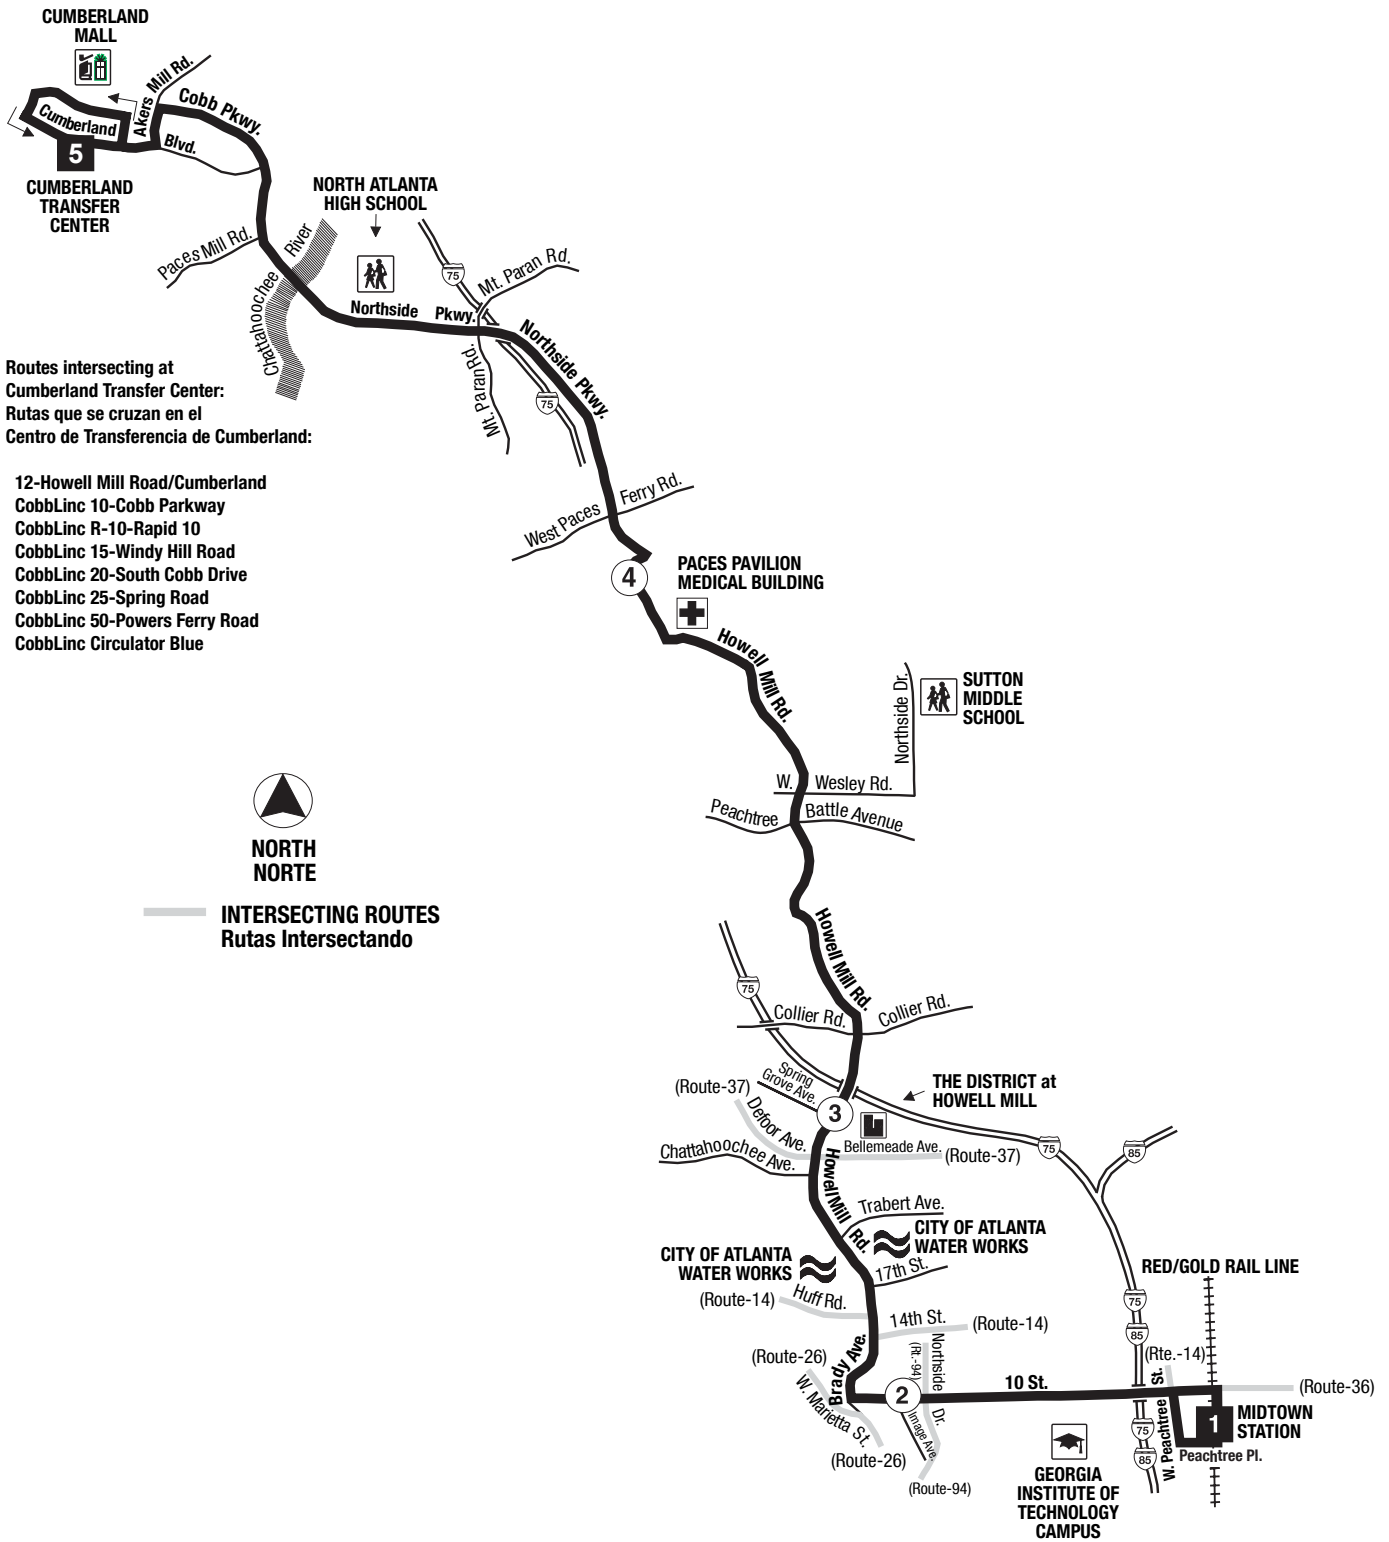 CUMBERLAND
MALL
Akers Mill Rd.
Cobb Pkwy.
Cumberland
Blvd.
5
CUMBERLAND
TRANSFER
CENTER
NORTH ATLANTA
HIGH SCHOOL
Paces Mill Rd.
Chattahoochee River
75
Mt. Paran Rd.
Northside Pkwy.
Northside Pkwy.
Mt. Paran Rd.
75
Routes intersecting at
Cumberland Transfer Center:
Rutas que se cruzan en el
Centro de Transferencia de Cumberland:
12-Howell Mill Road/Cumberland
CobbLinc 10-Cobb Parkway
CobbLinc R-10-Rapid 10
CobbLinc 15-Windy Hill Road
CobbLinc 20-South Cobb Drive
CobbLinc 25-Spring Road
CobbLinc 50-Powers Ferry Road
CobbLinc Circulator Blue
West Paces Ferry Rd.
4
PACES PAVILION
MEDICAL BUILDING
Howell Mill Rd.
Northside Dr.
SUTTON
MIDDLE
SCHOOL
W. Wesley Rd.
Peachtree Battle Avenue
NORTH
NORTE
INTERSECTING ROUTES
Rutas Intersectando
Howell Mill Rd.
75
Collier Rd.
Collier Rd.
Spring
Grove Ave.
(Route-37)
THE DISTRICT at
HOWELL MILL
3
Defoor Ave.
Bellemeade Ave.
(Route-37)
Chattahoochee Ave.
75
85
Howell Mill Rd.
Trabert Ave.
CITY OF ATLANTA
WATER WORKS
CITY OF ATLANTA
WATER WORKS
17th St.
RED/GOLD RAIL LINE
Huff Rd.
(Route-14)
14th St.
(Route-14)
75
85
Brady Ave.
(Route-26)
W. Marietta St.
(Route-26)
2
(Rt.-94)
Northside Dr.
Image Ave.
(Route-94)
10 St.
(Rte.-14)
W. Peachtree St.
(Route-36)
1
MIDTOWN
STATION
Peachtree Pl.
75
85
GEORGIA
INSTITUTE OF
TECHNOLOGY
CAMPUS